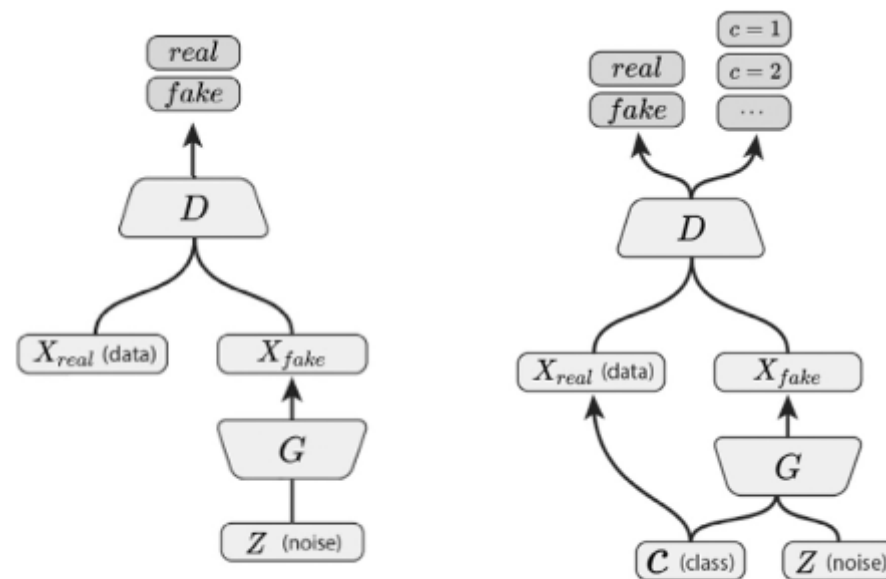 real
fake
D
X_real (data)
X_fake
G
Z (noise)
c = 1
real
c = 2
fake
...
D
X_real (data)
X_fake
G
C (class)
Z (noise)